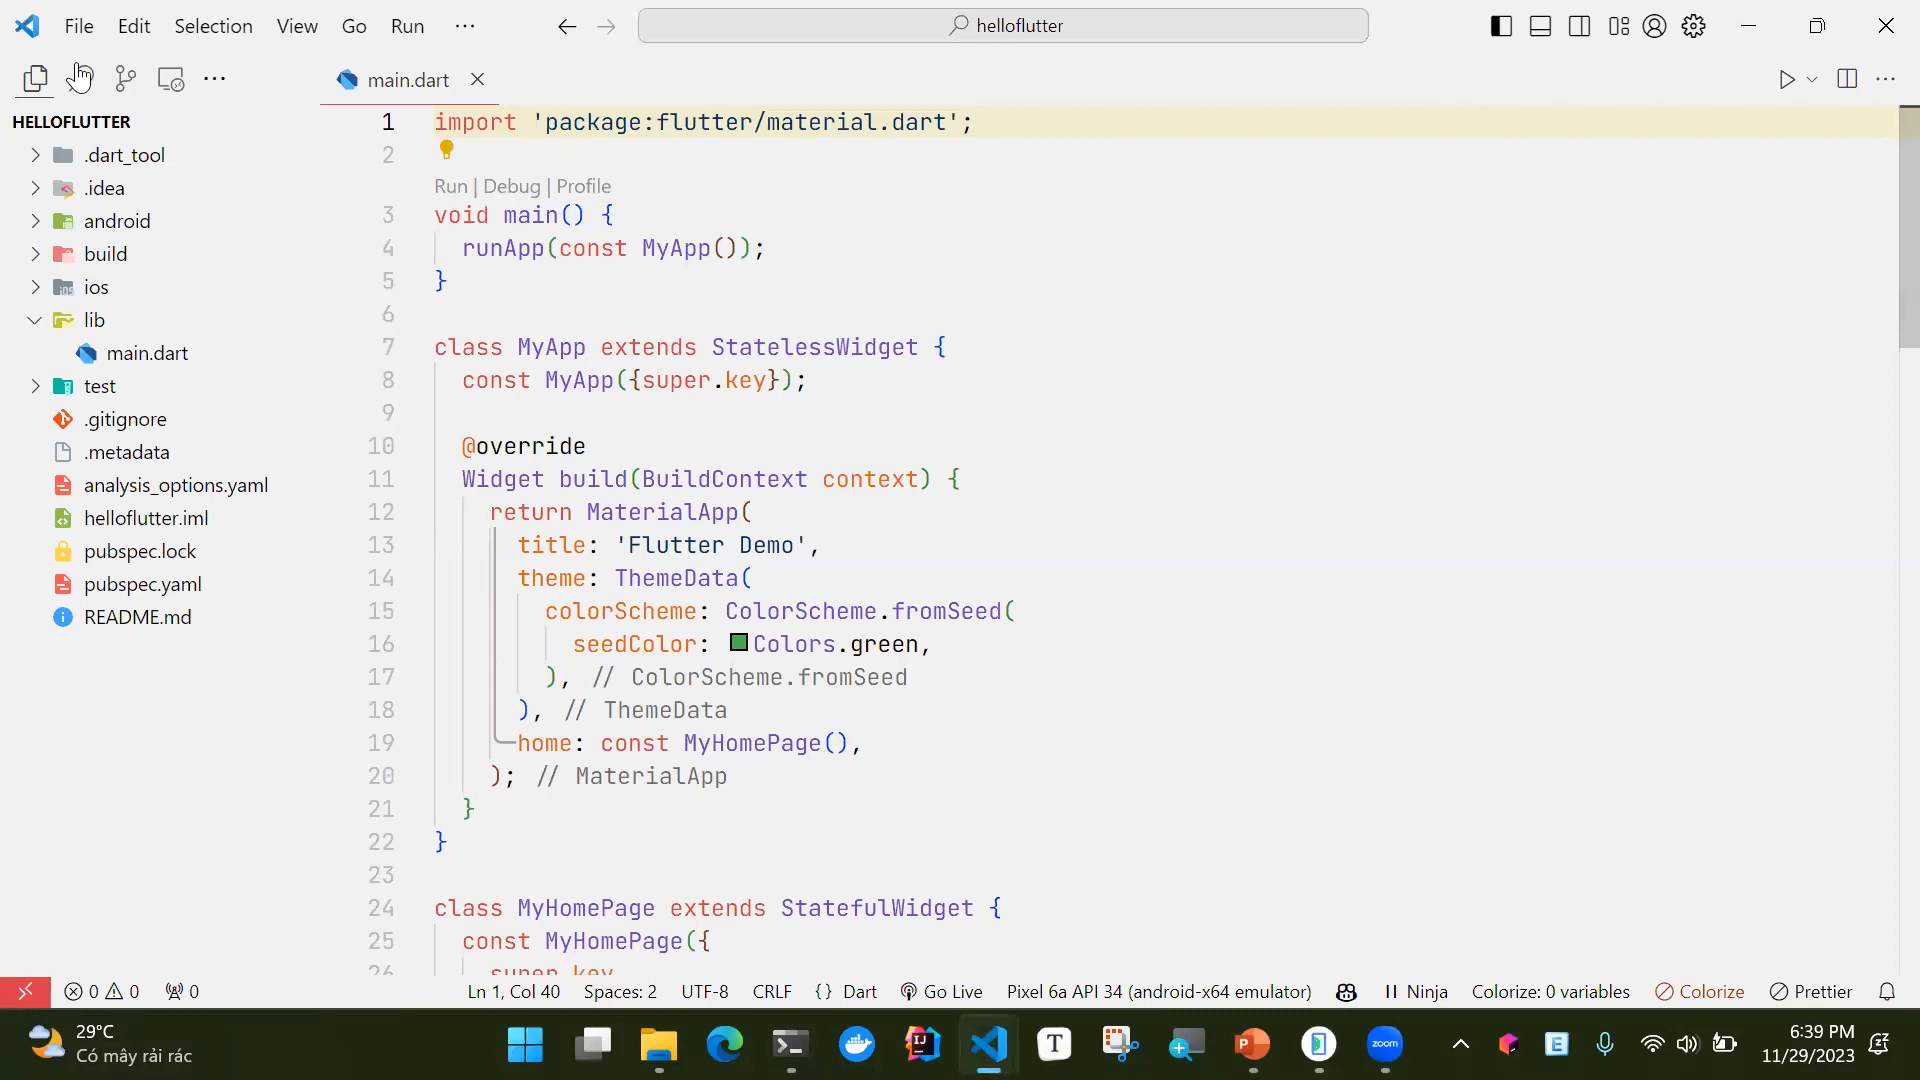 File Edit Selection View Go Run ···
helloflutter
main.dart
HELLOFLUTTER
.dart_tool
.idea
android
build
ios
lib
main.dart
test
.gitignore
.metadata
analysis_options.yaml
helloflutter.iml
pubspec.lock
pubspec.yaml
README.md
1 import 'package:flutter/material.dart';
2
Run | Debug | Profile
3 void main() {
4 runApp(const MyApp());
5 }
6
7 class MyApp extends StatelessWidget {
8 const MyApp({super.key});
9
10 @override
11 Widget build(BuildContext context) {
12 return MaterialApp(
13 title: 'Flutter Demo',
14 theme: ThemeData(
15 colorScheme: ColorScheme.fromSeed(
16 seedColor: Colors.green,
17 ), // ColorScheme.fromSeed
18 ), // ThemeData
19 home: const MyHomePage(),
20 ); // MaterialApp
21 }
22 }
23
24 class MyHomePage extends StatefulWidget {
25 const MyHomePage({
26 super.key
0 0 0 Ln 1, Col 40 Spaces: 2 UTF-8 CRLF {} Dart Go Live Pixel 6a API 34 (android-x64 emulator) Ninja Colorize: 0 variables Colorize Prettier
29°C
Có mây rải rác
IJ
T
P
zoom
E
6:39 PM
11/29/2023